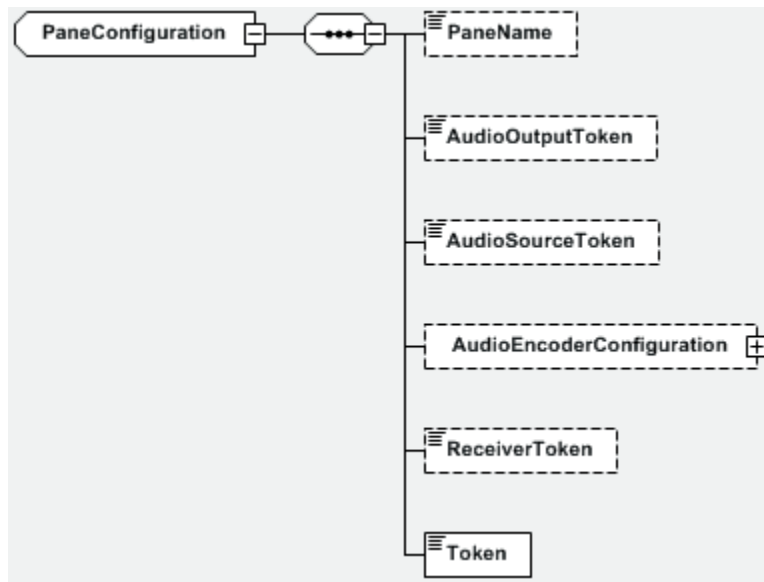 PaneConfiguration
PaneName
AudioOutputToken
AudioSourceToken
AudioEncoderConfiguration
ReceiverToken
Token